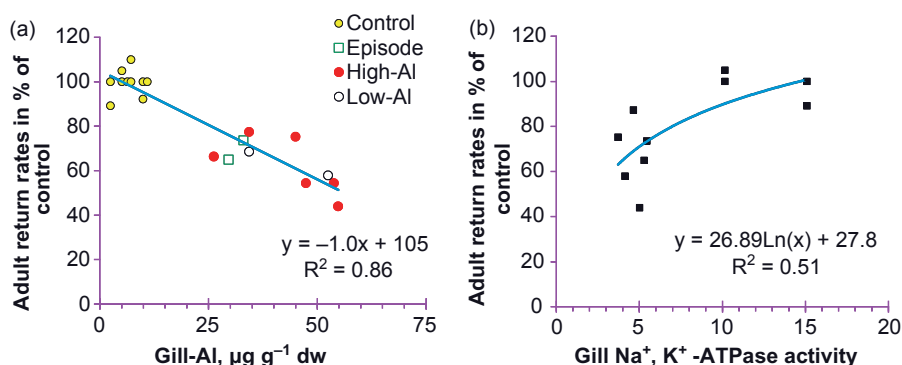 (a)
Control
Episode
High-Al
Low-Al
Adult return rates in % of
control
120
100
80
60
40
20
0
y = –1.0x + 105
R² = 0.86
0 25 50 75
Gill-Al, µg g⁻¹ dw
(b)
Adult return rates in % of
control
120
100
80
60
40
20
0
y = 26.89Ln(x) + 27.8
R² = 0.51
0 5 10 15 20
Gill Na⁺, K⁺ -ATPase activity